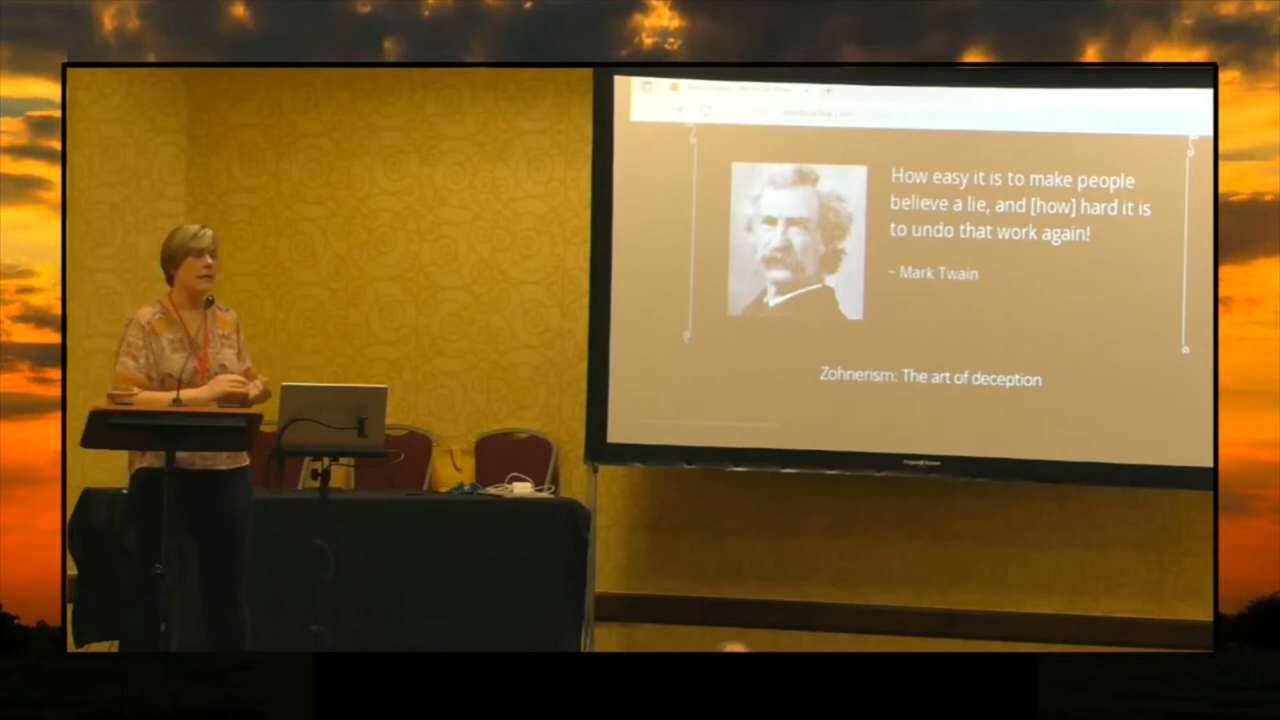 How easy it is to make people
believe a lie, and [how] hard it is
to undo that work again!
~ Mark Twain
Zohnerism: The art of deception